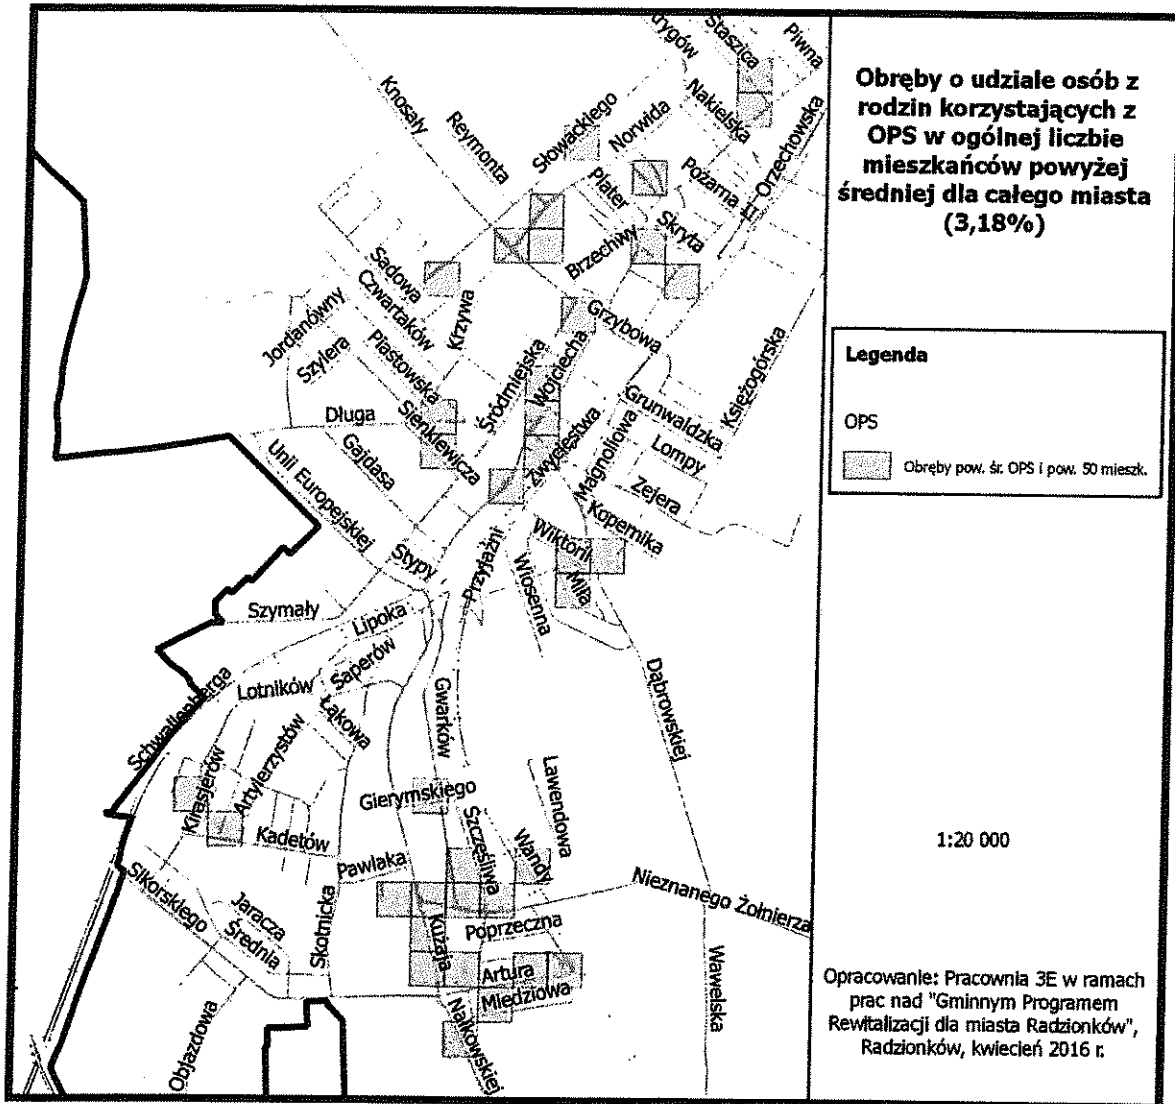 Obręby o udziale osób z
rodzin korzystających z
OPS w ogólnej liczbie
mieszkańców powyżej
średniej dla całego miasta
(3,18%)
Legenda
OPS
Obręby pow. śr. OPS i pow. 50 mieszk.
1:20 000
Opracowanie: Pracownia 3E w ramach
prac nad "Gminnym Programem
Rewitalizacji dla miasta Radzionków",
Radzionków, kwiecień 2016 r.
Staszica
Piwna
Knosały
Reymonta
Słowackiego
Norwida
Nakielska
Orzechowska
Plater
Pożarna II
Skryta
Brzechwy
Sadowa
Czwartaków
Krzywa
Grzybowa
Jordanówny
Szylera
Piastowska
Śródmiejska
Wojciecha
Księżogórska
Długa
Sienkiewicza
Grunwaldzka
Gajdasa
Zwycięstwa
Magnoliowa
Lompy
Unii Europejskiej
Zejera
Kopernika
Stypy
Przyjaźni
Wiktorii
Wiosenna
Miła
Szymały
Lipoka
Saperów
Schwallenberga
Lotników
Łąkowa
Gwarków
Dąbrowskiej
Kirasjerów
Artylerzystów
Gierymskiego
Lawendowa
Kadetów
Szczęśliwa
Wandy
Pawlaka
Nieznanego Żołnierza
Sikorskiego
Jaracza
Średnia
Skotnicka
Kużaja
Poprzeczna
Wawelska
Artura
Miedziowa
Objazdowa
Nałkowskiej